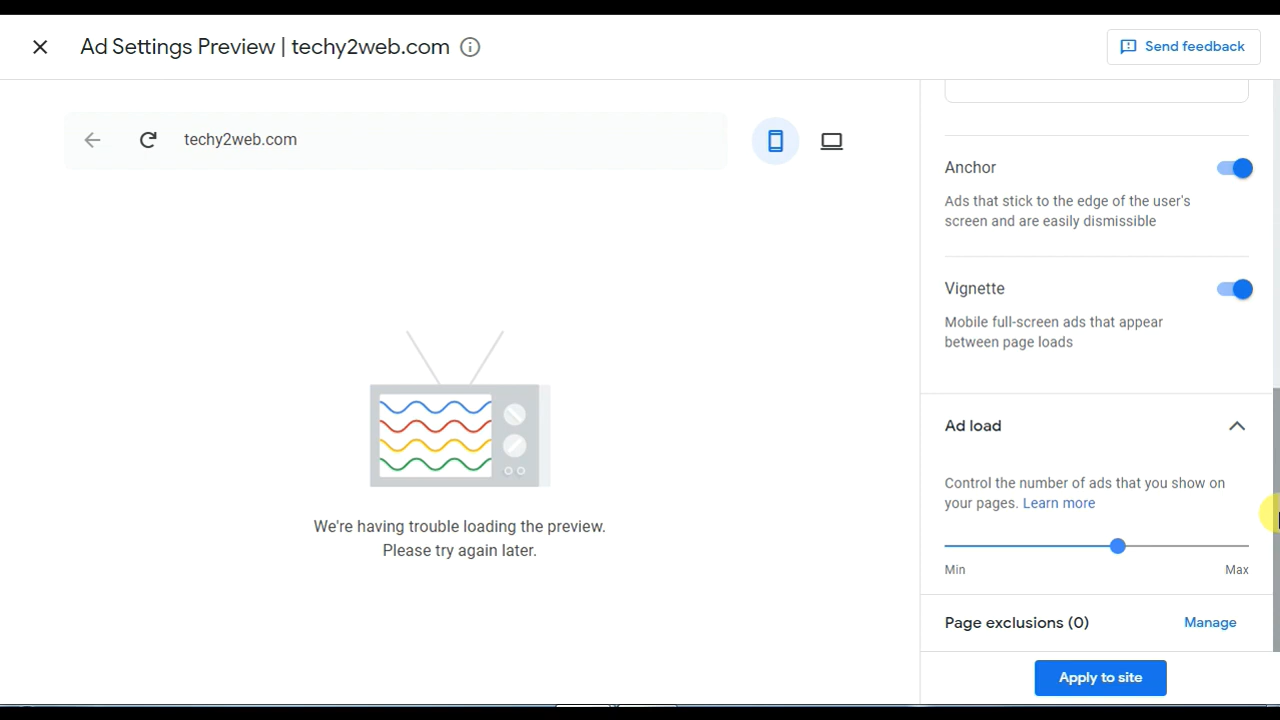 Ad Settings Preview | techy2web.com
Send feedback
techy2web.com
We're having trouble loading the preview.
Please try again later.
Anchor
Ads that stick to the edge of the user's
screen and are easily dismissible
Vignette
Mobile full-screen ads that appear
between page loads
Ad load
Control the number of ads that you show on
your pages. Learn more
Min Max
Page exclusions (0) Manage
Apply to site